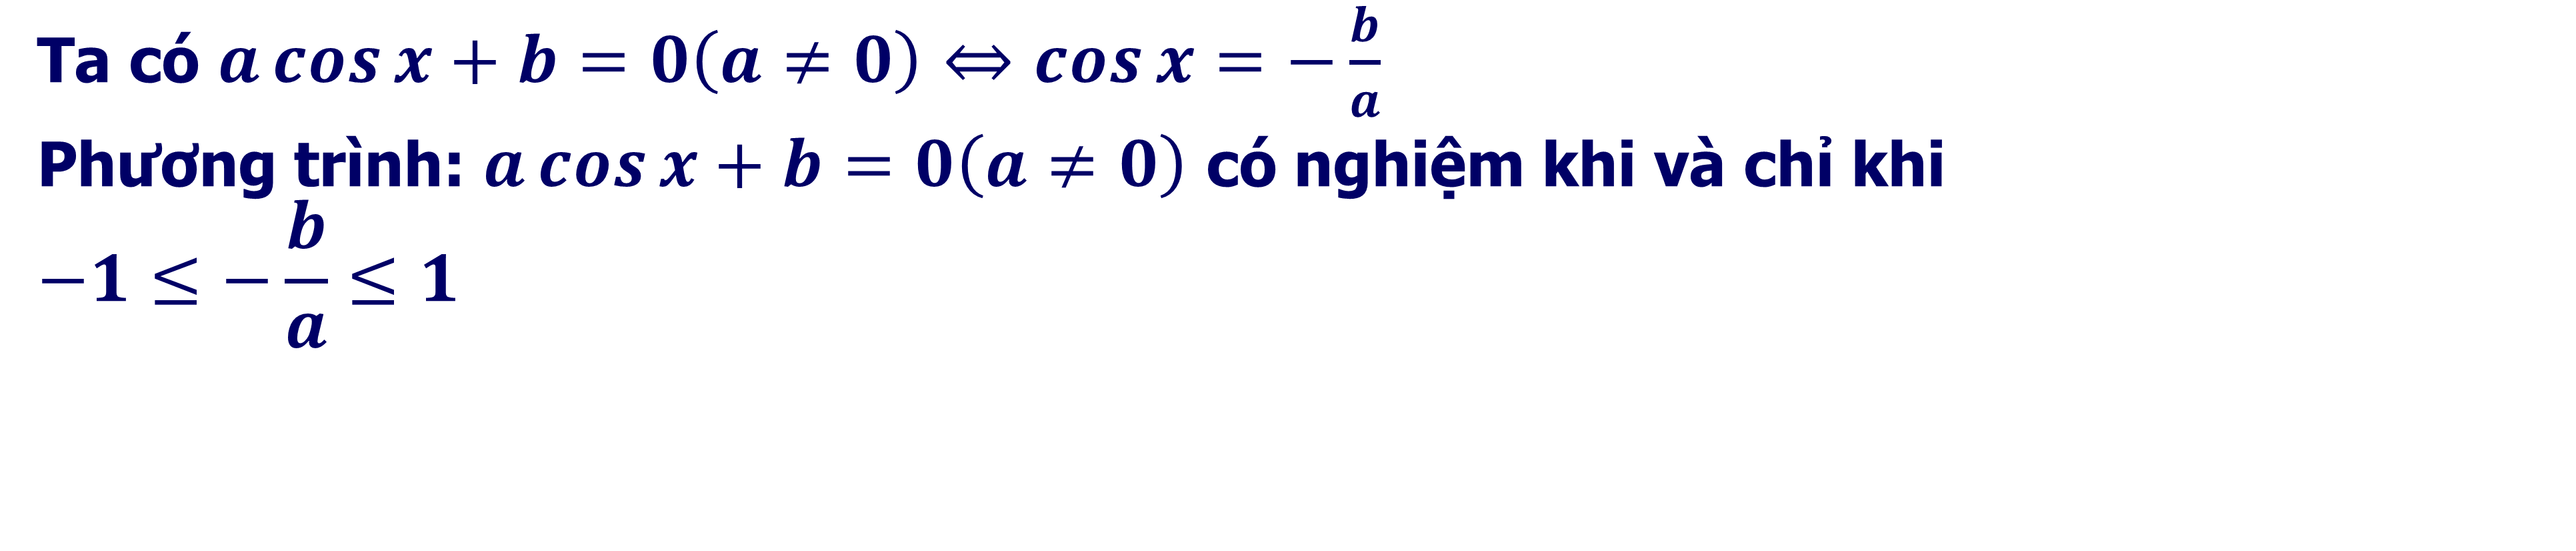 Ta có a cos x + b = 0(a ≠ 0) ⇔ cos x = −b/a
Phương trình: a cos x + b = 0(a ≠ 0) có nghiệm khi và chỉ khi
−1 ≤ −b/a ≤ 1